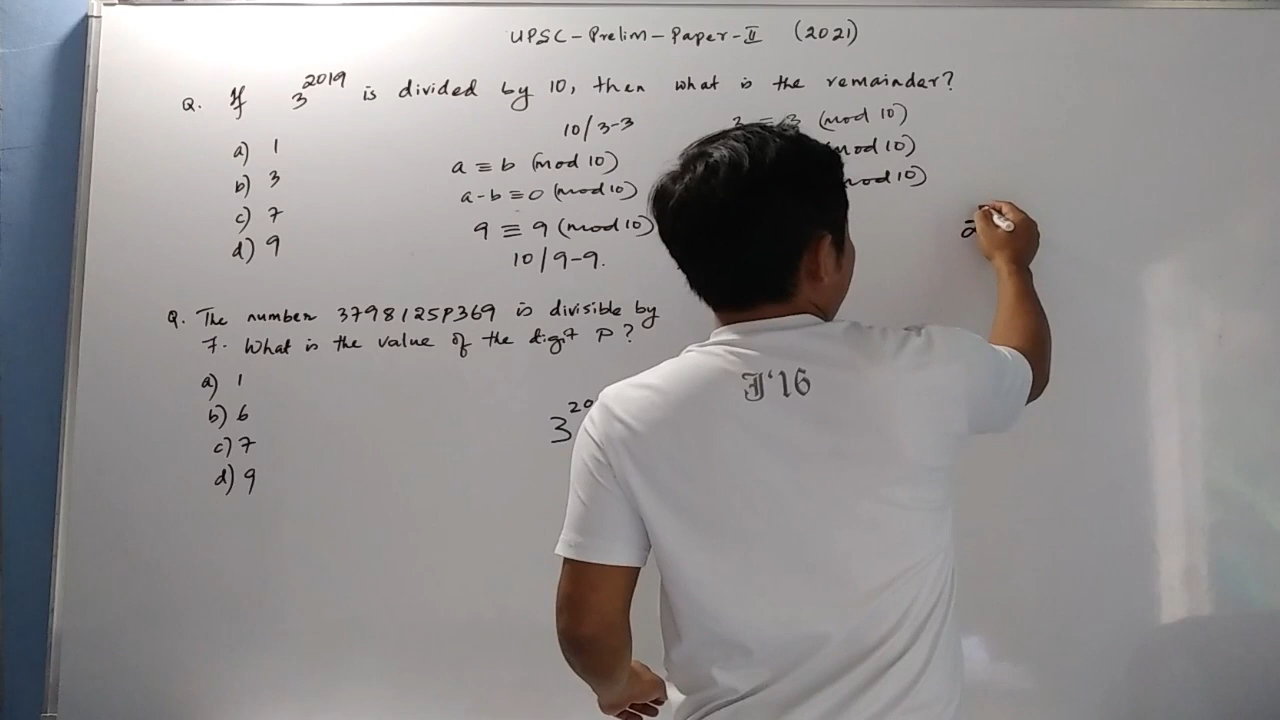 UPSC-Prelim-Paper-II (2021)
Q. If 3^2019 is divided by 10, then what is the remainder?
a) 1
b) 3
c) 7
d) 9
10/3-3
a ≡ b (mod 10)
a-b ≡ 0 (mod 10)
9 ≡ 9 (mod 10)
10/9-9.
(mod 10)
mod 10)
mod 10)
Q. The number 3798125P369 is divisible by
7. What is the value of the digit P?
a) 1
b) 6
c) 7
d) 9
3^20
J'16